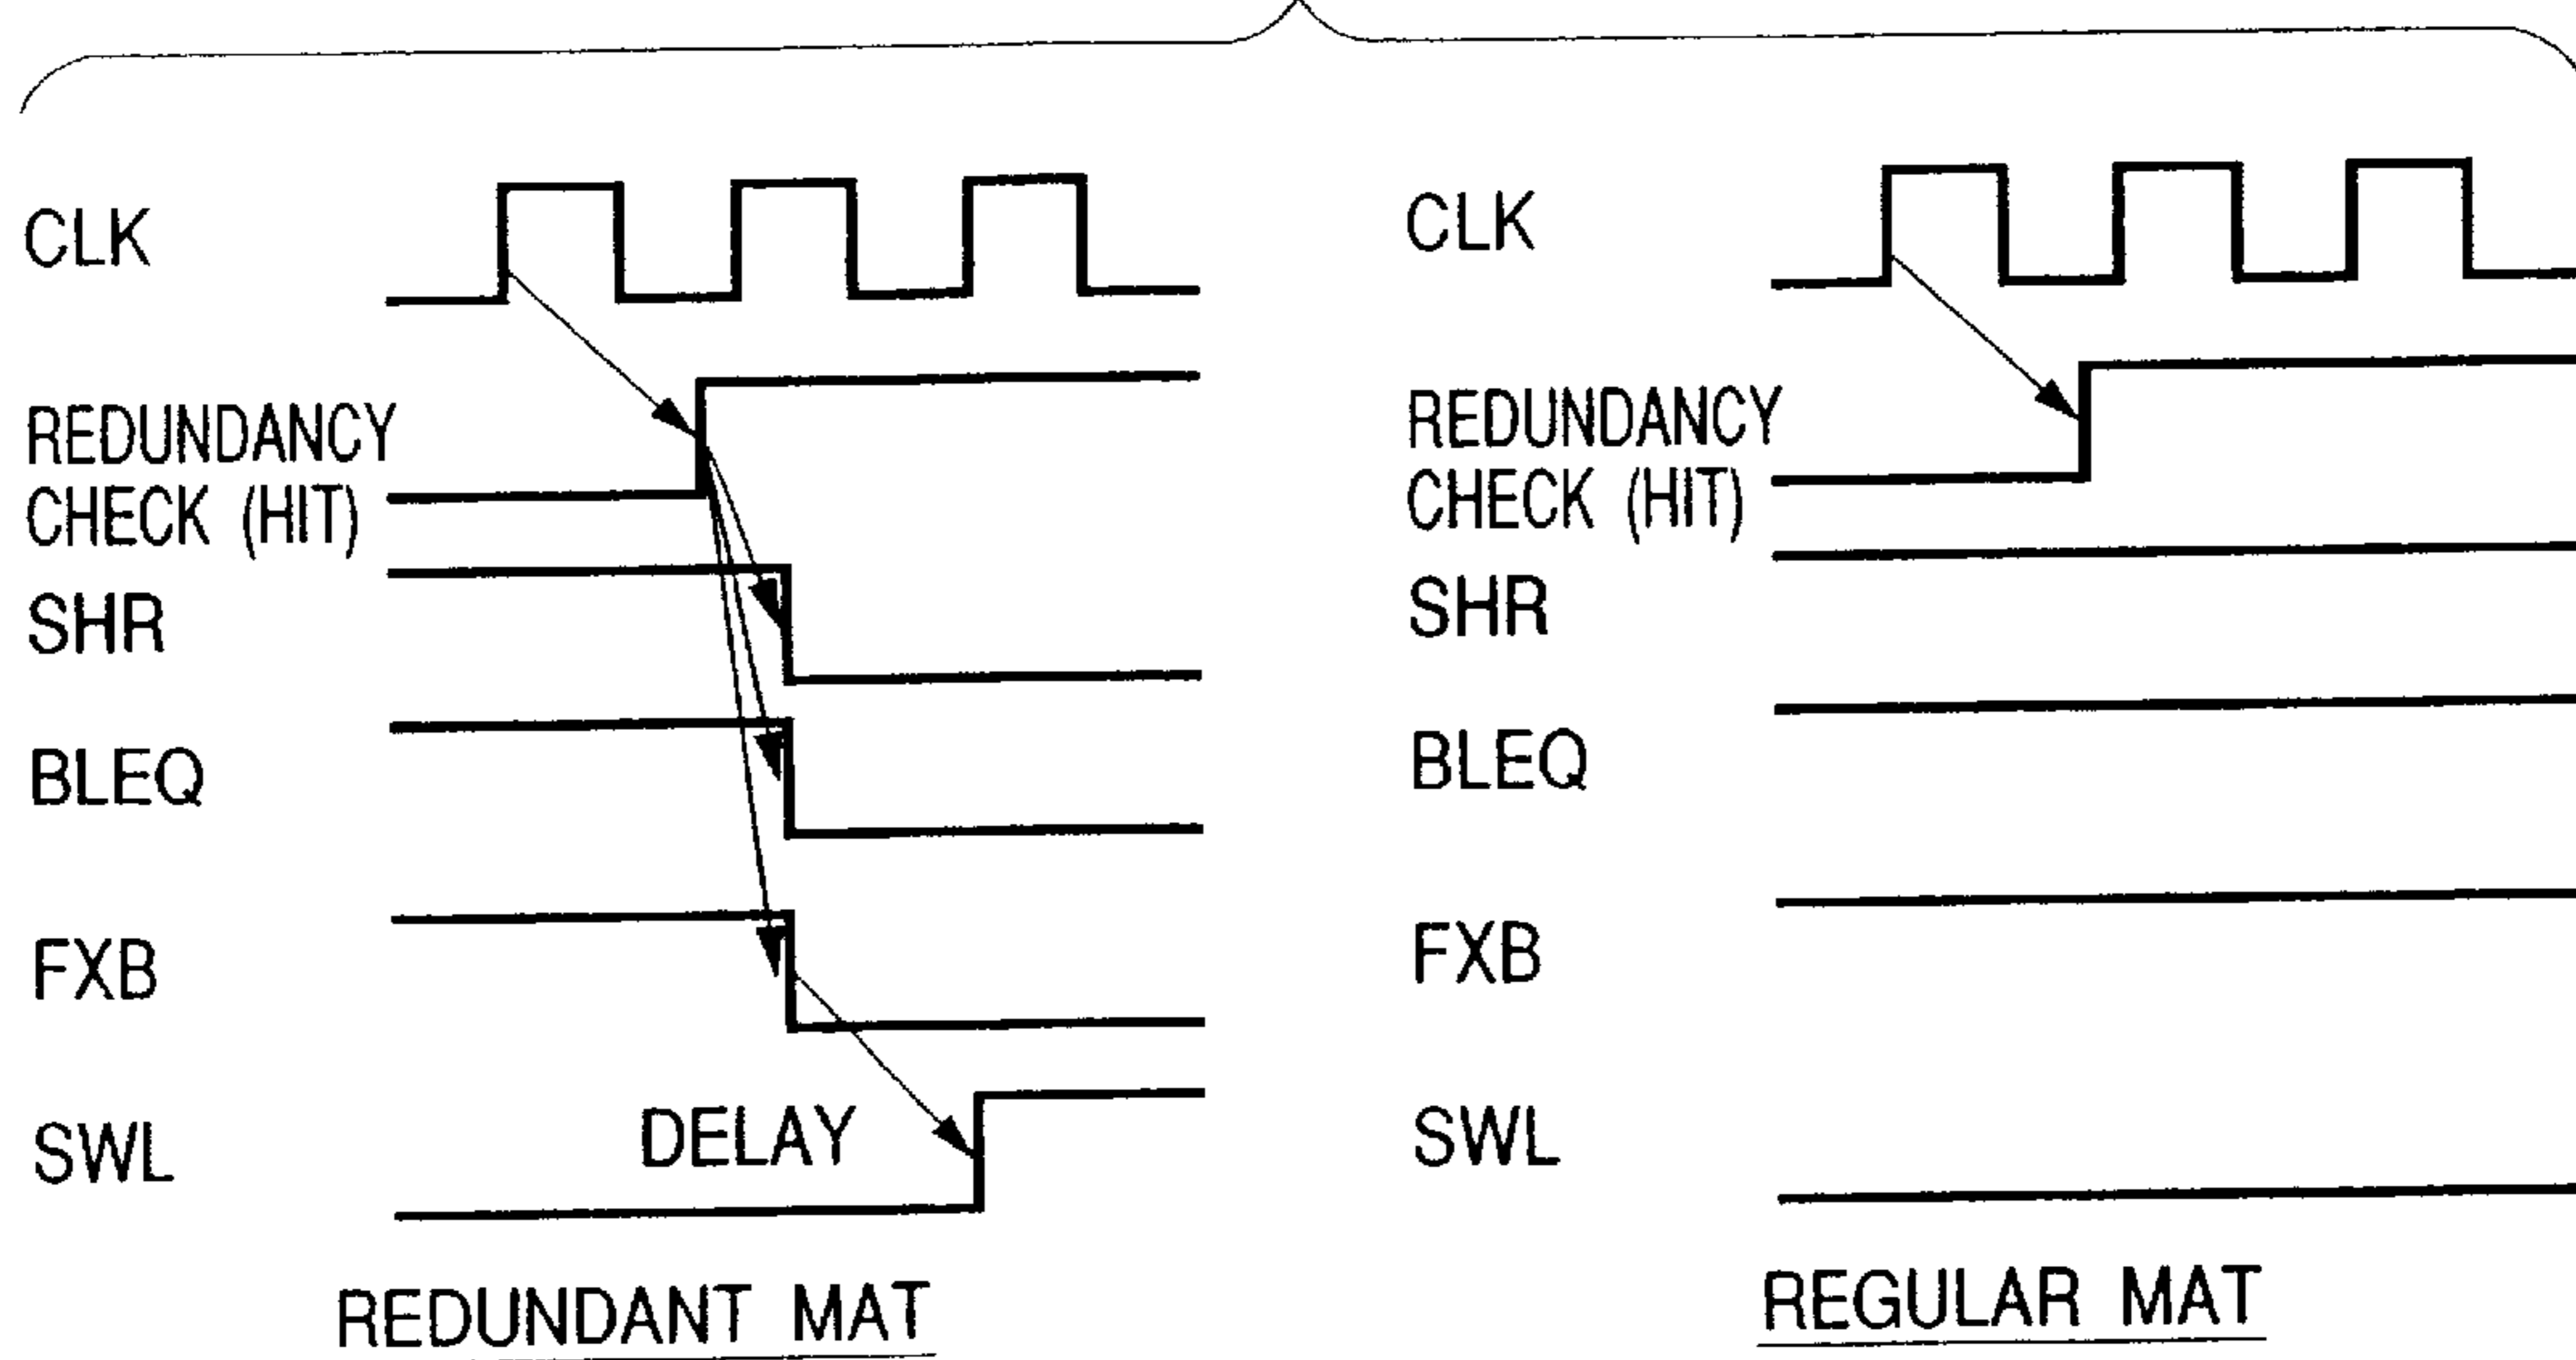 CLK
REDUNDANCY
CHECK (HIT)
SHR
BLEQ
FXB
SWL
DELAY
REDUNDANT MAT
CLK
REDUNDANCY
CHECK (HIT)
SHR
BLEQ
FXB
SWL
REGULAR MAT